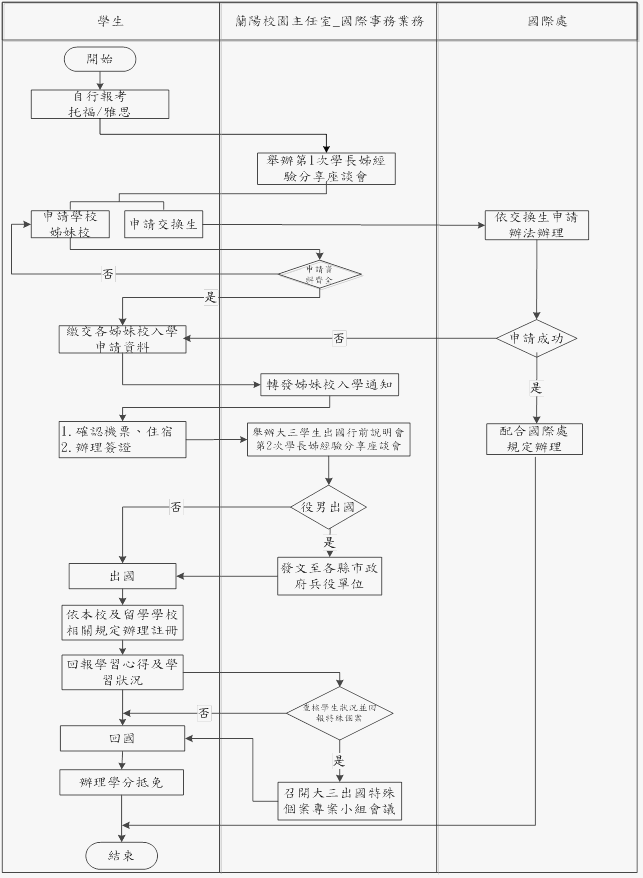 學生
蘭陽校園主任室_國際事務業務
國際處
開始
自行報考
托福/雅思
舉辦第1次學長姊經
驗分享座談會
申請學校
姊妹校
申請交換生
依交換生申請
辦法辦理
否
申請資
料齊全
是
繳交各姊妹校入學
申請資料
否
申請成功
轉發姊妹校入學通知
是
1.確認機票、住宿
2.辦理簽證
舉辦大三學生出國行前說明會
第2次學長姊經驗分享座談會
配合國際處
規定辦理
否
役男出國
是
出國
發文至各縣市政
府兵役單位
依本校及留學學校
相關規定辦理註冊
回報學習心得及學
習狀況
否
學生狀況並回
報特殊個案
回國
是
辦理學分抵免
召開大三出國特殊
個案專案小組會議
結束